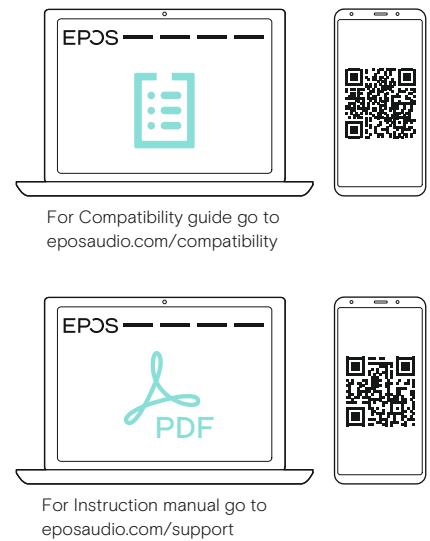 EPOS
For Compatibility guide go to
eposaudio.com/compatibility
EPOS
PDF
For Instruction manual go to
eposaudio.com/support